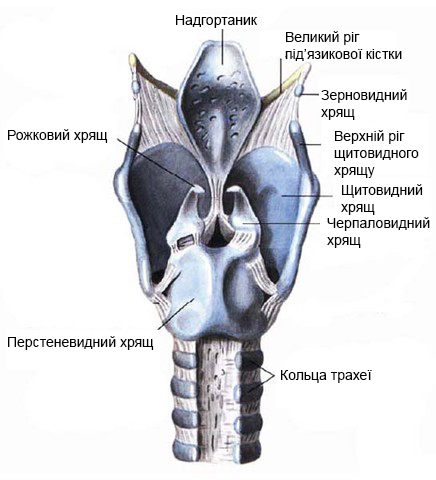 Надгортаник
Великий ріг
під'язикової кістки
Зерновидний
хрящ
Рожковий хрящ
Верхній ріг
щитовидного
хрящу
Щитовидний
хрящ
Черпаловидний
хрящ
Перстеневидний хрящ
Кольца трахеї